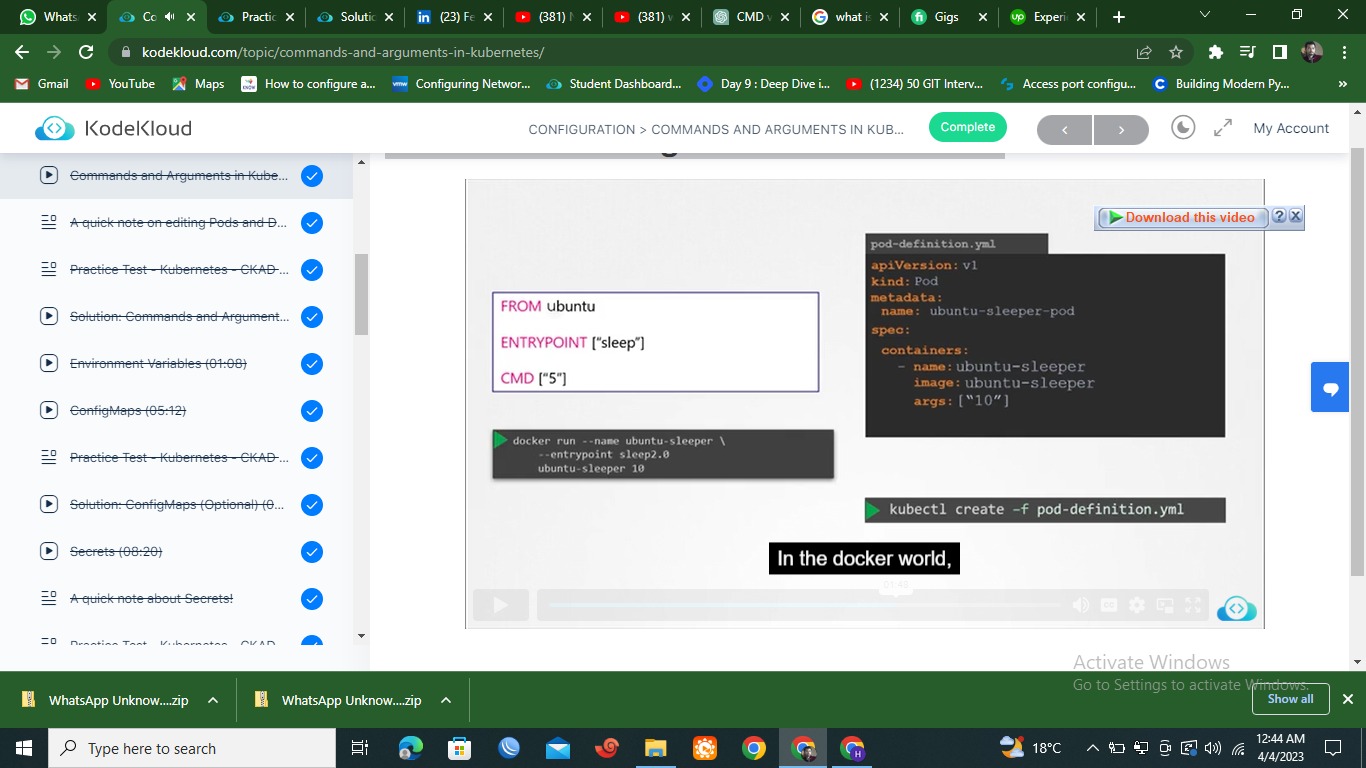 Whats
Co
Practic
Solutic
(23) Fe
(381) N
(381) v
CMD v
what is
Gigs
Experi
kodekloud.com/topic/commands-and-arguments-in-kubernetes/
Gmail
YouTube
Maps
How to configure a...
Configuring Networ...
Student Dashboard...
Day 9 : Deep Dive i...
(1234) 50 GIT Interv...
Access port configu...
Building Modern Py...
»
KodeKloud
CONFIGURATION > COMMANDS AND ARGUMENTS IN KUB...
Complete
My Account
Commands and Arguments in Kube...
A quick note on editing Pods and D...
Practice Test - Kubernetes - CKAD ...
Solution: Commands and Argument...
Environment Variables (01:08)
ConfigMaps (05:12)
Practice Test - Kubernetes - CKAD ...
Solution: ConfigMaps (Optional) (0...
Secrets (08:20)
A quick note about Secrets!
Practice Test - Kubernetes - CKAD
Download this video
FROM ubuntu
ENTRYPOINT ["sleep"]
CMD ["5"]
docker run --name ubuntu-sleeper \
--entrypoint sleep2.0
ubuntu-sleeper 10
pod-definition.yml
apiVersion: v1
kind: Pod
metadata:
name: ubuntu-sleeper-pod
spec:
containers:
- name: ubuntu-sleeper
image: ubuntu-sleeper
args: ["10"]
kubectl create -f pod-definition.yml
In the docker world,
Activate Windows
Go to Settings to activate Windows.
WhatsApp Unknow....zip
WhatsApp Unknow....zip
Show all
Type here to search
18°C
12:44 AM
4/4/2023